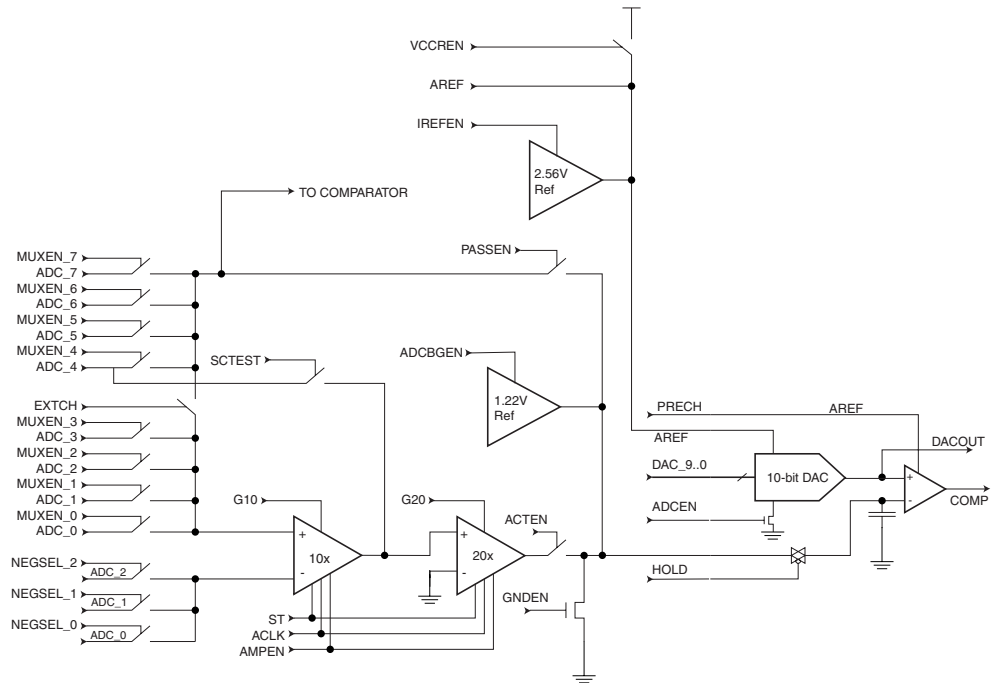 VCCREN
AREF
IREFEN
2.56V
Ref
TO COMPARATOR
PASSEN
MUXEN_7
ADC_7
MUXEN_6
ADC_6
MUXEN_5
ADC_5
MUXEN_4
ADC_4
SCTEST
ADCBGEN
1.22V
Ref
EXTCH
MUXEN_3
ADC_3
MUXEN_2
ADC_2
MUXEN_1
ADC_1
MUXEN_0
ADC_0
PRECH
AREF
AREF
DACOUT
DAC_9..0
10-bit DAC
+
-
COMP
ADCEN
G10
+
10x
-
G20
+
20x
-
ACTEN
HOLD
NEGSEL_2
ADC_2
NEGSEL_1
ADC_1
NEGSEL_0
ADC_0
GNDEN
ST
ACLK
AMPEN